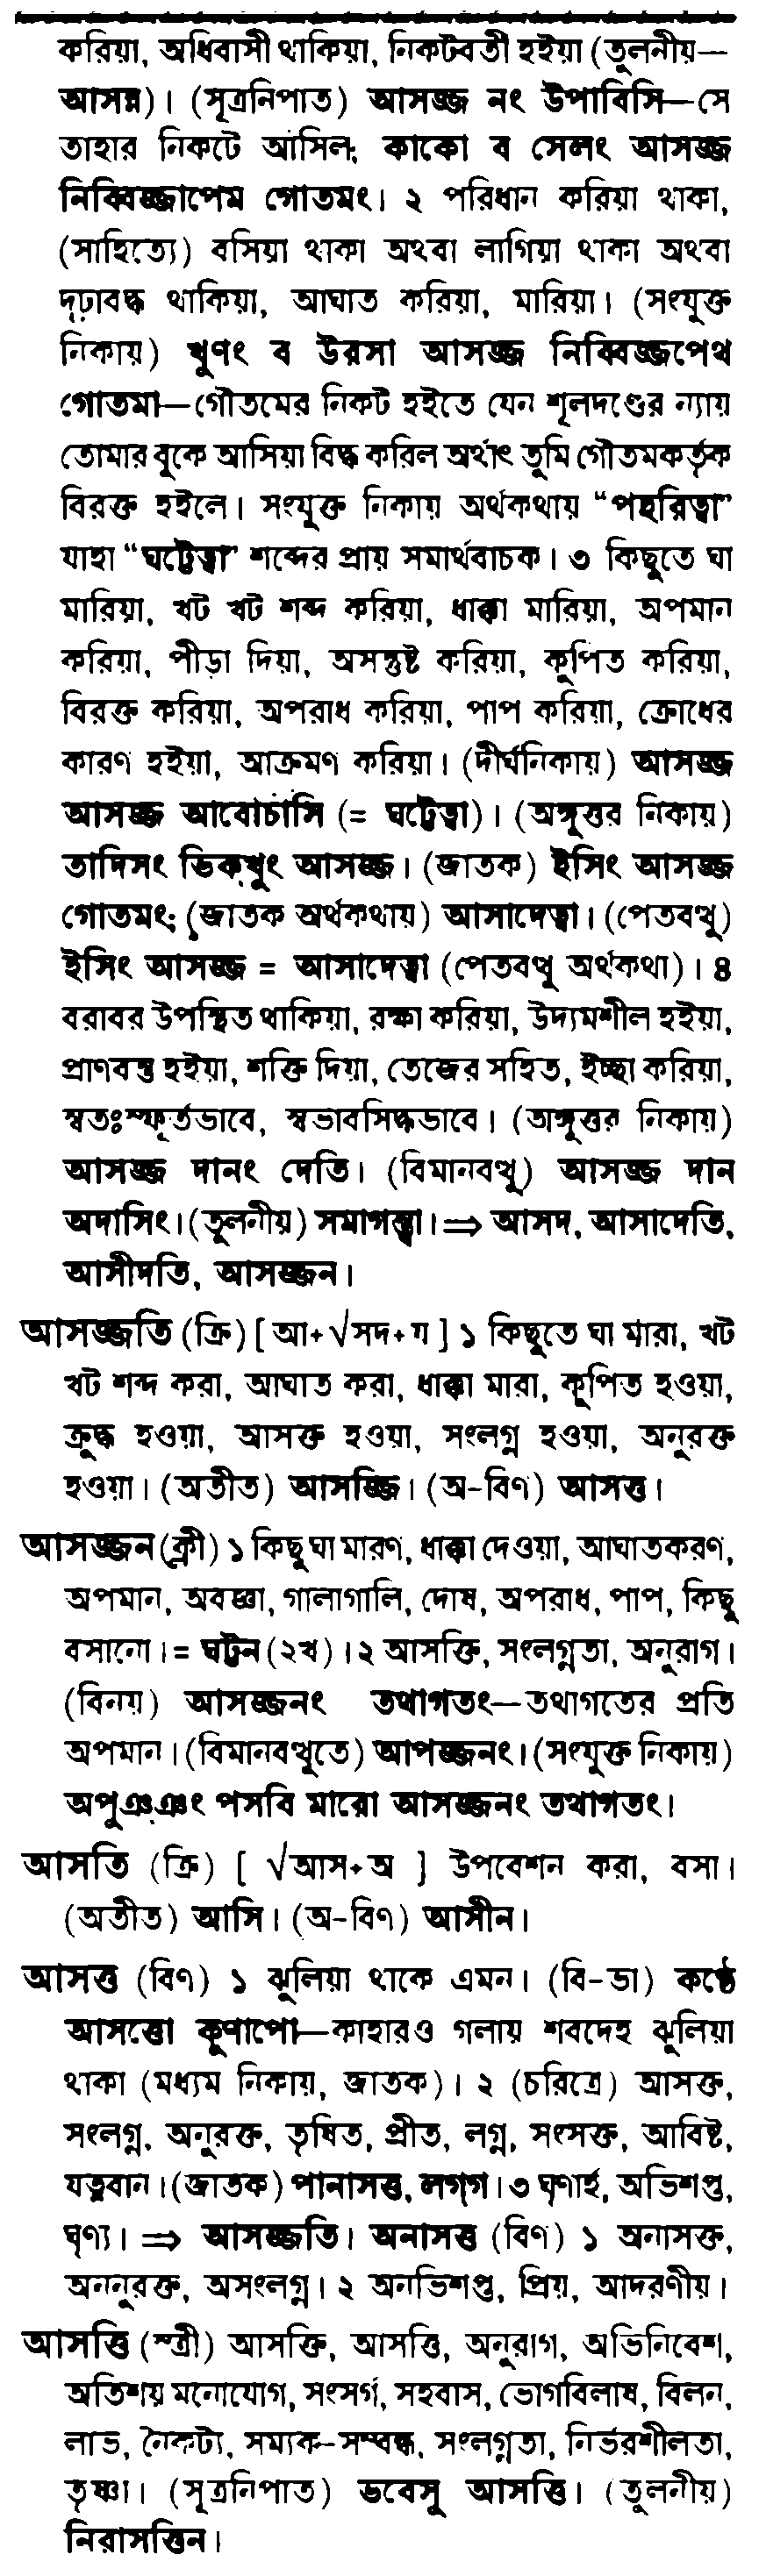 করিয়া, অধিবাসী থাকিয়া, নিকটবর্তী হইয়া (তুলনীয়—
আসন্ন)। (সূত্রনিপাত) আসজ্জ নং উপাবিসি—সে
তাহার নিকটে আসিল; কাকো ব সেলং আসজ্জ
নিব্বিজ্জাপেম গোতমং। ২ পরিধান করিয়া থাকা,
(সাহিত্যে) বসিয়া থাকা অথবা লাগিয়া থাকা অথবা
দৃঢ়াবদ্ধ থাকিয়া, আঘাত করিয়া, মারিয়া। (সংযুক্ত
নিকায়) খুণং ব উরসা আসজ্জ নিব্বিজ্জপেথ
গোতমা—গৌতমের নিকট হইতে যেন শূলদণ্ডের ন্যায়
তোমার বুকে আসিয়া বিদ্ধ করিল অর্থাৎ তুমি গৌতমকর্তৃক
বিরক্ত হইলে। সংযুক্ত নিকায় অর্থকথায় “পহরিত্বা”
যাহা “ঘট্টেত্বা” শব্দের প্রায় সমার্থবাচক। ৩ কিছুতে ঘা
মারিয়া, খট খট শব্দ করিয়া, ধাক্কা মারিয়া, অপমান
করিয়া, পীড়া দিয়া, অসন্তুষ্ট করিয়া, কুপিত করিয়া,
বিরক্ত করিয়া, অপরাধ করিয়া, পাপ করিয়া, ক্রোধের
কারণ হইয়া, আক্রমণ করিয়া। (দীর্ঘনিকায়) আসজ্জ
আসজ্জ আবোচাসি (= ঘট্টেত্বা)। (অঙ্গুত্তর নিকায়)
তাদিসং ভিক্খুং আসজ্জ। (জাতক) ইসিং আসজ্জ
গোতমং; (জাতক অর্থকথায়) আসাদেত্বা। (পেতবত্থু)
ইসিং আসজ্জ = আসাদেত্বা (পেতবত্থু অর্থকথা)। ৪
বরাবর উপস্থিত থাকিয়া, রক্ষা করিয়া, উদ্যমশীল হইয়া,
প্রাণবন্ত হইয়া, শক্তি দিয়া, তেজের সহিত, ইচ্ছা করিয়া,
স্বতঃস্ফূর্তভাবে, স্বভাবসিদ্ধভাবে। (অঙ্গুত্তর নিকায়)
আসজ্জ দানং দেতি। (বিমানবত্থু) আসজ্জ দান
অদাসিং। (তুলনীয়) সমাগন্ত্বা। ⇒ আসদ, আসাদেতি,
আসীদতি, আসজ্জন।
আসজ্জতি (ক্রি) [ আ+√সদ+য ] ১ কিছুতে ঘা মারা, খট
খট শব্দ করা, আঘাত করা, ধাক্কা মারা, কুপিত হওয়া,
ক্রুদ্ধ হওয়া, আসক্ত হওয়া, সংলগ্ন হওয়া, অনুরক্ত
হওয়া। (অতীত) আসজ্জি। (অ-বিণ) আসত্ত।
আসজ্জন (ক্লী) ১ কিছু ঘা মারণ, ধাক্কা দেওয়া, আঘাতকরণ,
অপমান, অবজ্ঞা, গালাগালি, দোষ, অপরাধ, পাপ, কিছু
বসানো। = ঘট্টন (২খ)। ২ আসক্তি, সংলগ্নতা, অনুরাগ।
(বিনয়) আসজ্জনং তথাগতং—তথাগতের প্রতি
অপমান। (বিমানবত্থুতে) আপজ্জনং। (সংযুক্ত নিকায়)
অপুঞঞং পসবি মারো আসজ্জনং তথাগতং।
আসতি (ক্রি) [ √আস+অ ] উপবেশন করা, বসা।
(অতীত) আসি। (অ-বিণ) আসীন।
আসত্ত (বিণ) ১ ঝুলিয়া থাকে এমন। (বি-ভা) কণ্ঠে
আসত্তো কুণাপো—কাহারও গলায় শবদেহ ঝুলিয়া
থাকা (মধ্যম নিকায়, জাতক)। ২ (চরিত্রে) আসক্ত,
সংলগ্ন, অনুরক্ত, তৃষিত, প্রীত, লগ্ন, সংসক্ত, আবিষ্ট,
যত্নবান। (জাতক) পানাসত্ত, লগ্গ। ৩ ঘৃণার্হ, অভিশপ্ত,
ঘৃণ্য। ⇒ আসজ্জতি। অনাসত্ত (বিণ) ১ অনাসক্ত,
অননুরক্ত, অসংলগ্ন। ২ অনভিশপ্ত, প্রিয়, আদরণীয়।
আসত্তি (স্ত্রী) আসক্তি, আসত্তি, অনুরাগ, অভিনিবেশ,
অতিশয় মনোযোগ, সংসর্গ, সহবাস, ভোগবিলাষ, বিলন,
লাভ, নৈকট্য, সম্যক-সম্বন্ধ, সংলগ্নতা, নির্ভরশীলতা,
তৃষ্ণা। (সূত্রনিপাত) ভবেসু আসত্তি। (তুলনীয়)
নিরাসত্তিন।